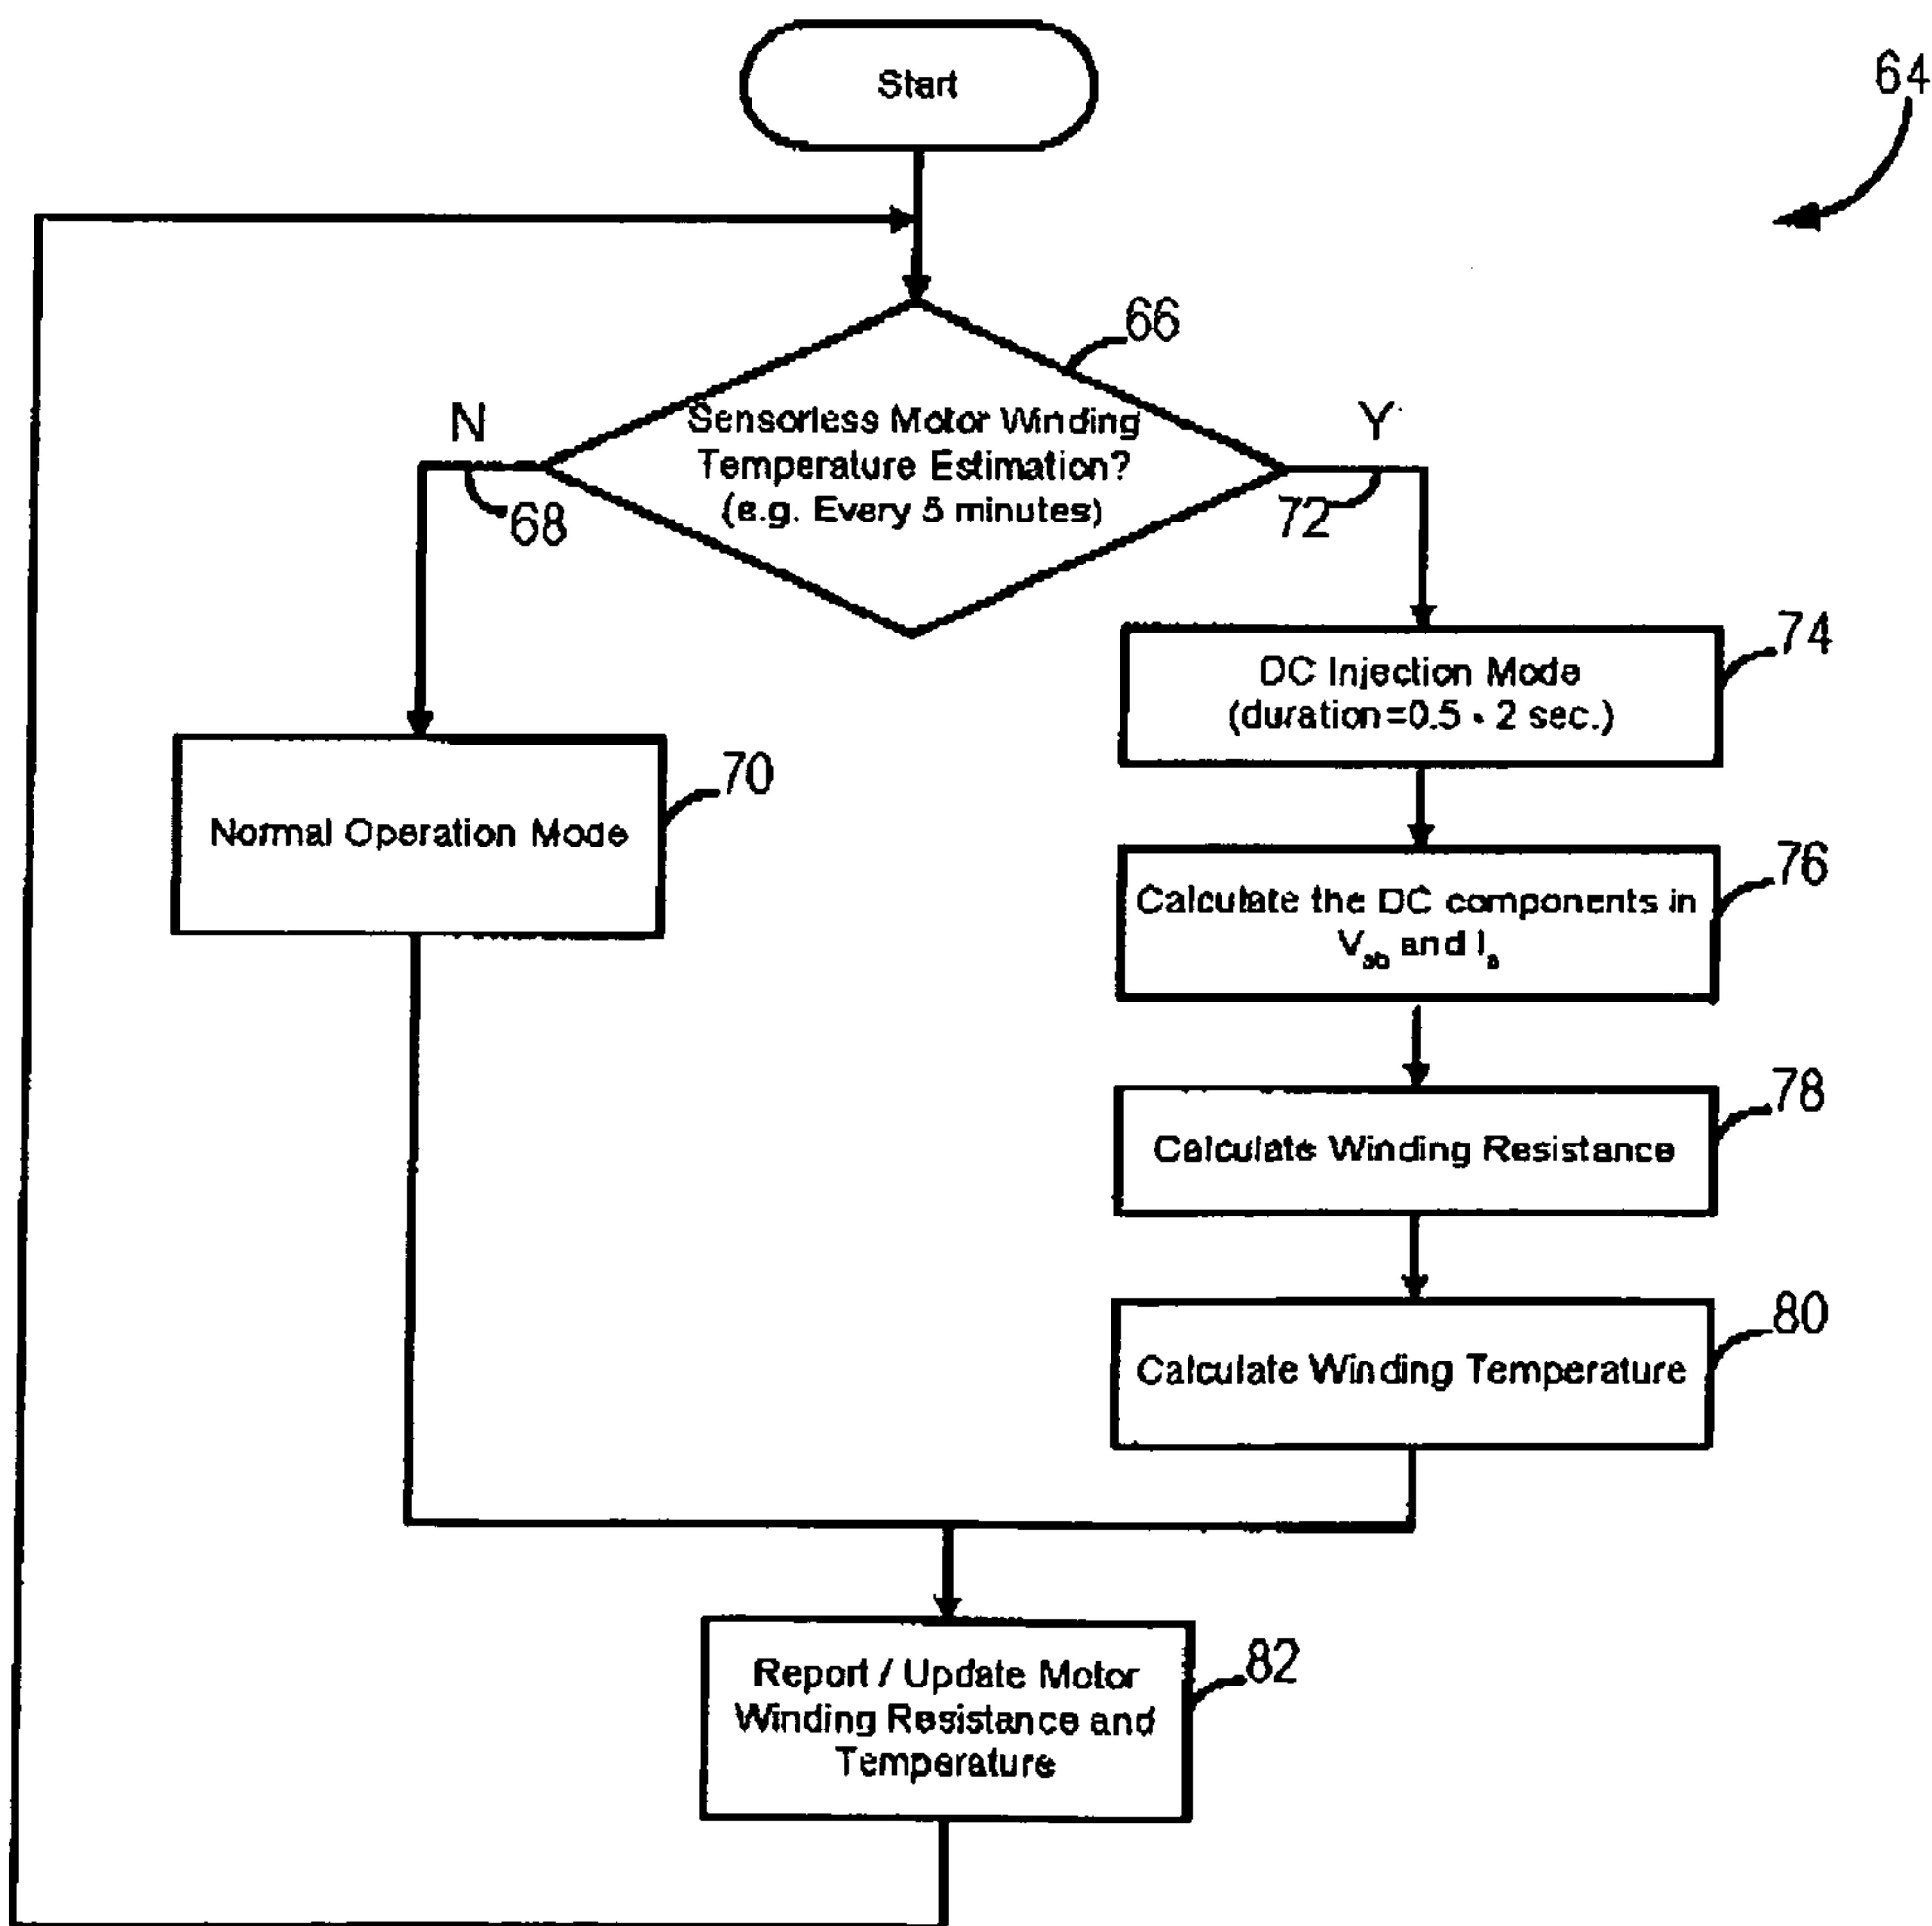 Start
64
66
N
Y
Sensorless Motor Winding
Temperature Estimation?
(e.g. Every 5 minutes)
68
72
DC Injection Mode
(duration=0.5 - 2 sec.)
74
Normal Operation Mode
70
Calculate the DC components in
V_ab and I_a
76
Calculate Winding Resistance
78
Calculate Winding Temperature
80
Report / Update Motor
Winding Resistance and
Temperature
82